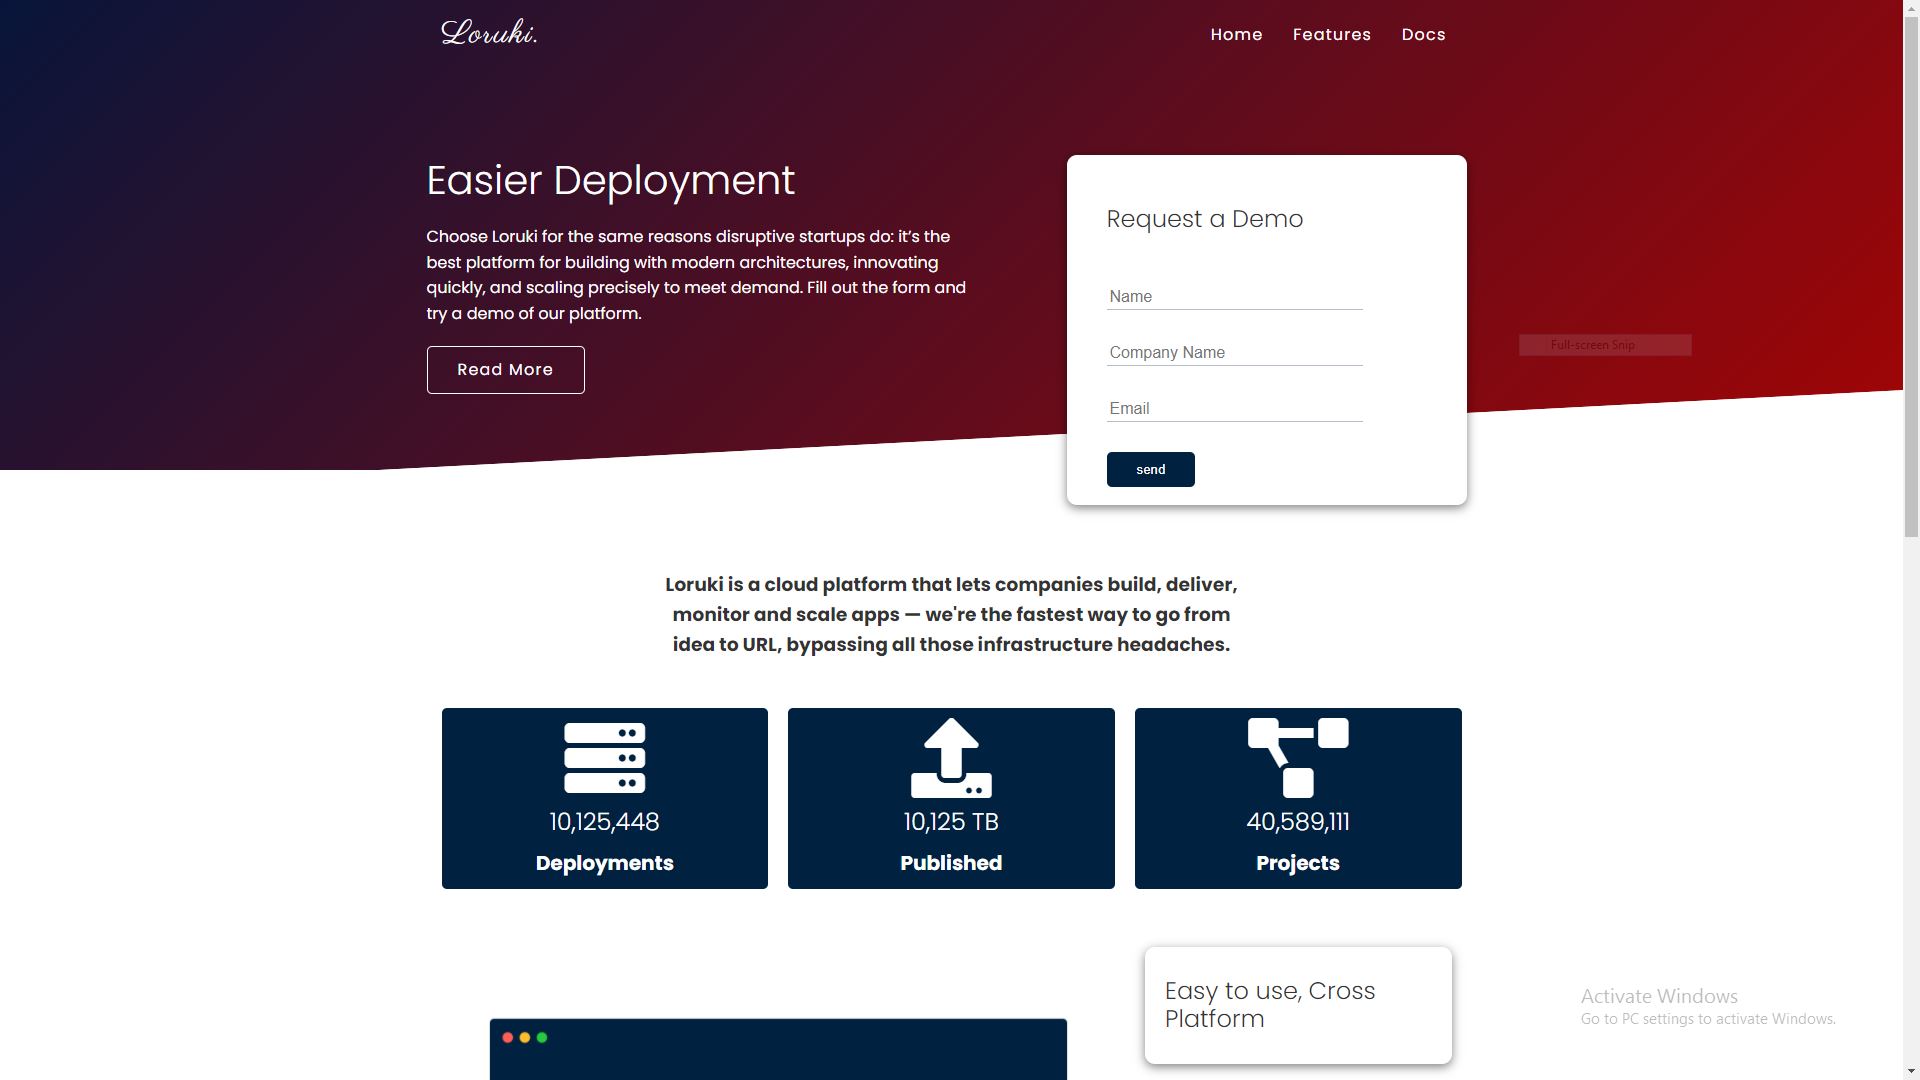 Loruki.
Home Features Docs
Easier Deployment
Choose Loruki for the same reasons disruptive startups do: it’s the
best platform for building with modern architectures, innovating
quickly, and scaling precisely to meet demand. Fill out the form and
try a demo of our platform.
Read More
Request a Demo
Name
Company Name
Email
send
Full-screen Snip
Loruki is a cloud platform that lets companies build, deliver,
monitor and scale apps — we're the fastest way to go from
idea to URL, bypassing all those infrastructure headaches.
10,125,448
Deployments
10,125 TB
Published
40,589,111
Projects
Easy to use, Cross
Platform
Activate Windows
Go to PC settings to activate Windows.